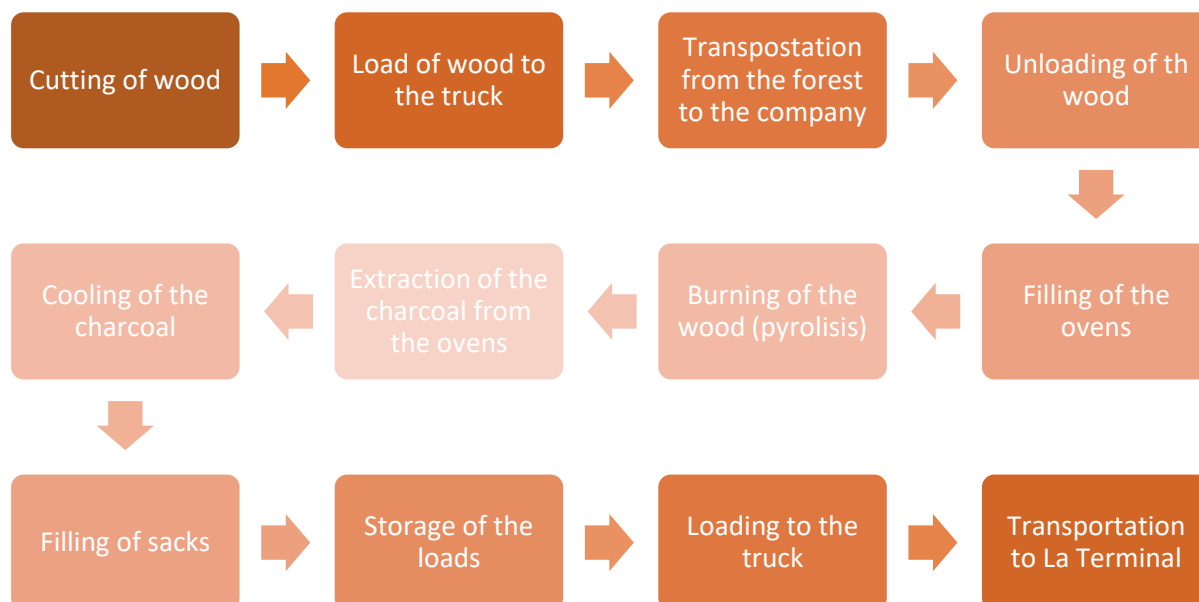 Cutting of wood
Load of wood to
the truck
Transpostation
from the forest
to the company
Unloading of th
wood
Filling of the
ovens
Burning of the
wood (pyrolisis)
Extraction of the
charcoal from
the ovens
Cooling of the
charcoal
Filling of sacks
Storage of the
loads
Loading to the
truck
Transportation
to La Terminal